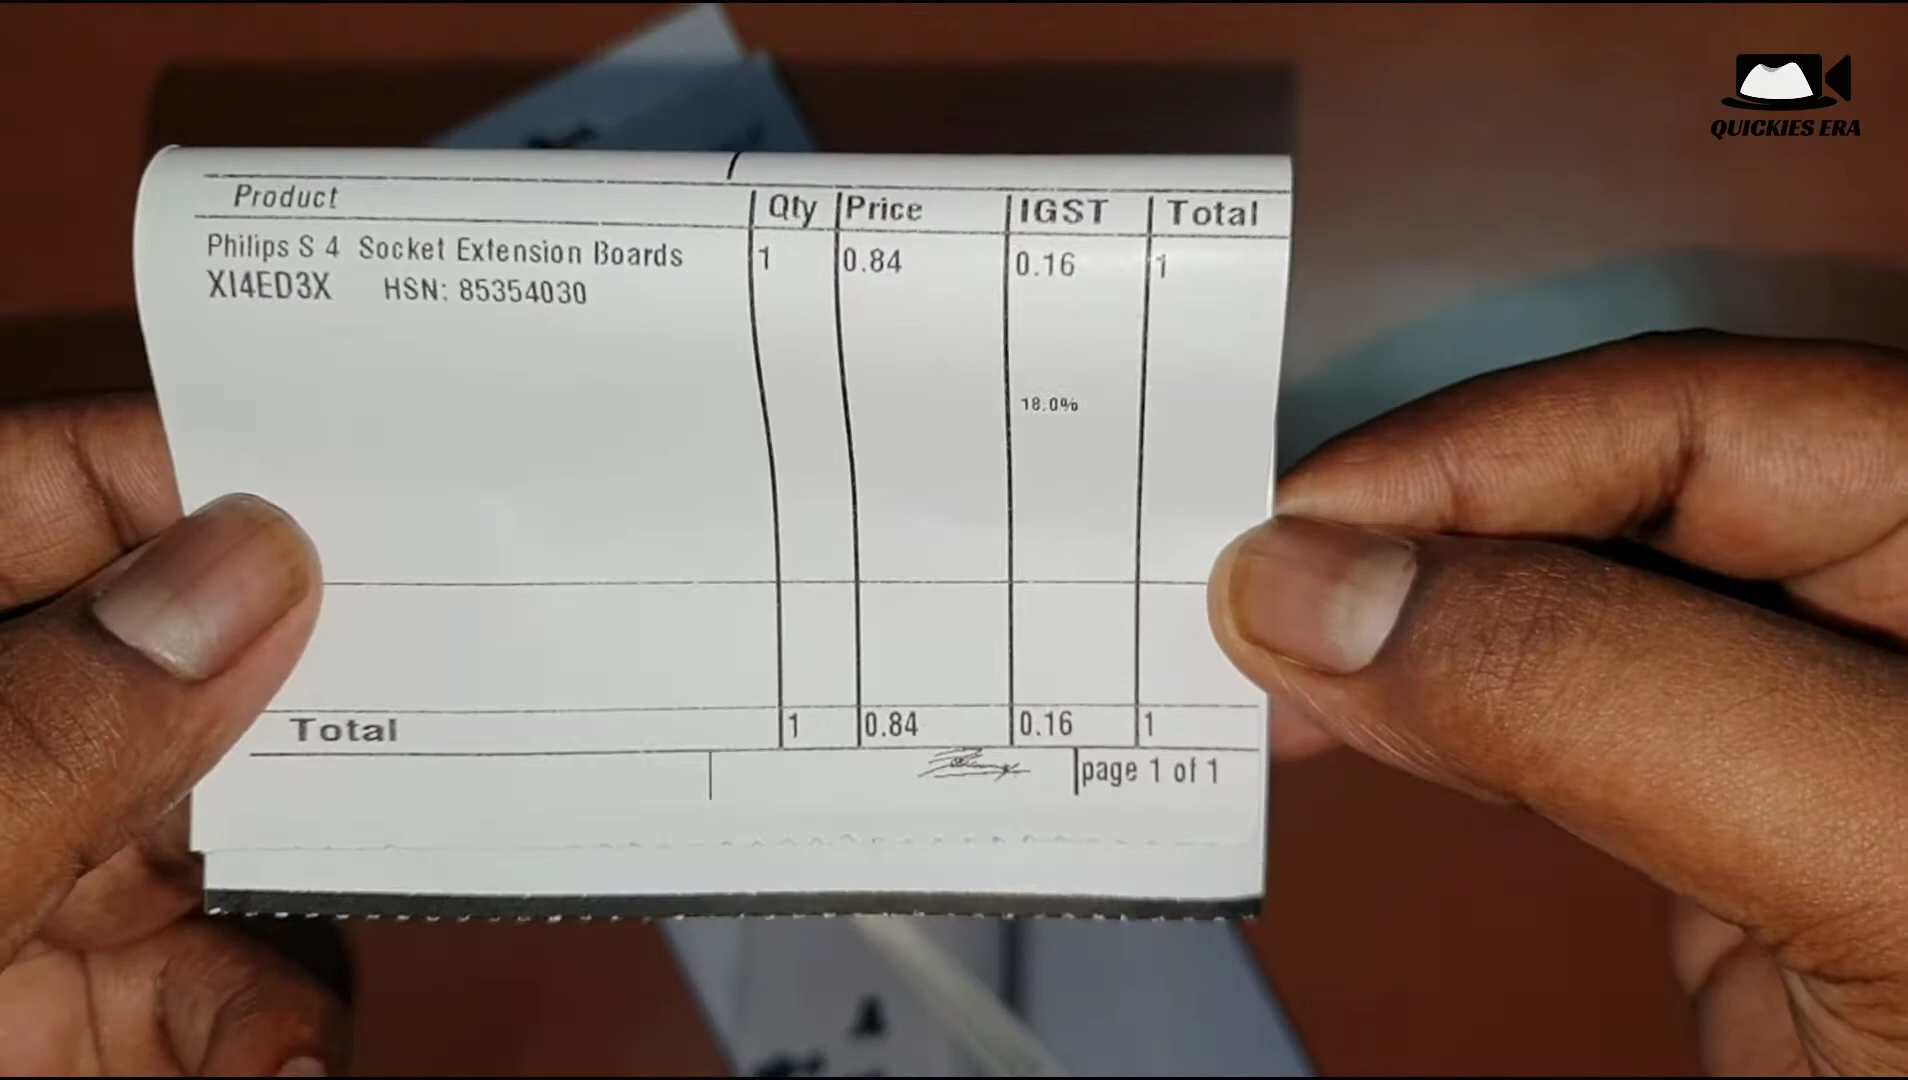 QUICKIES ERA
Product Qty Price IGST Total
Philips S 4 Socket Extension Boards 1 0.84 0.16 1
XI4ED3X HSN: 85354030
18.0%
Total 1 0.84 0.16 1
page 1 of 1